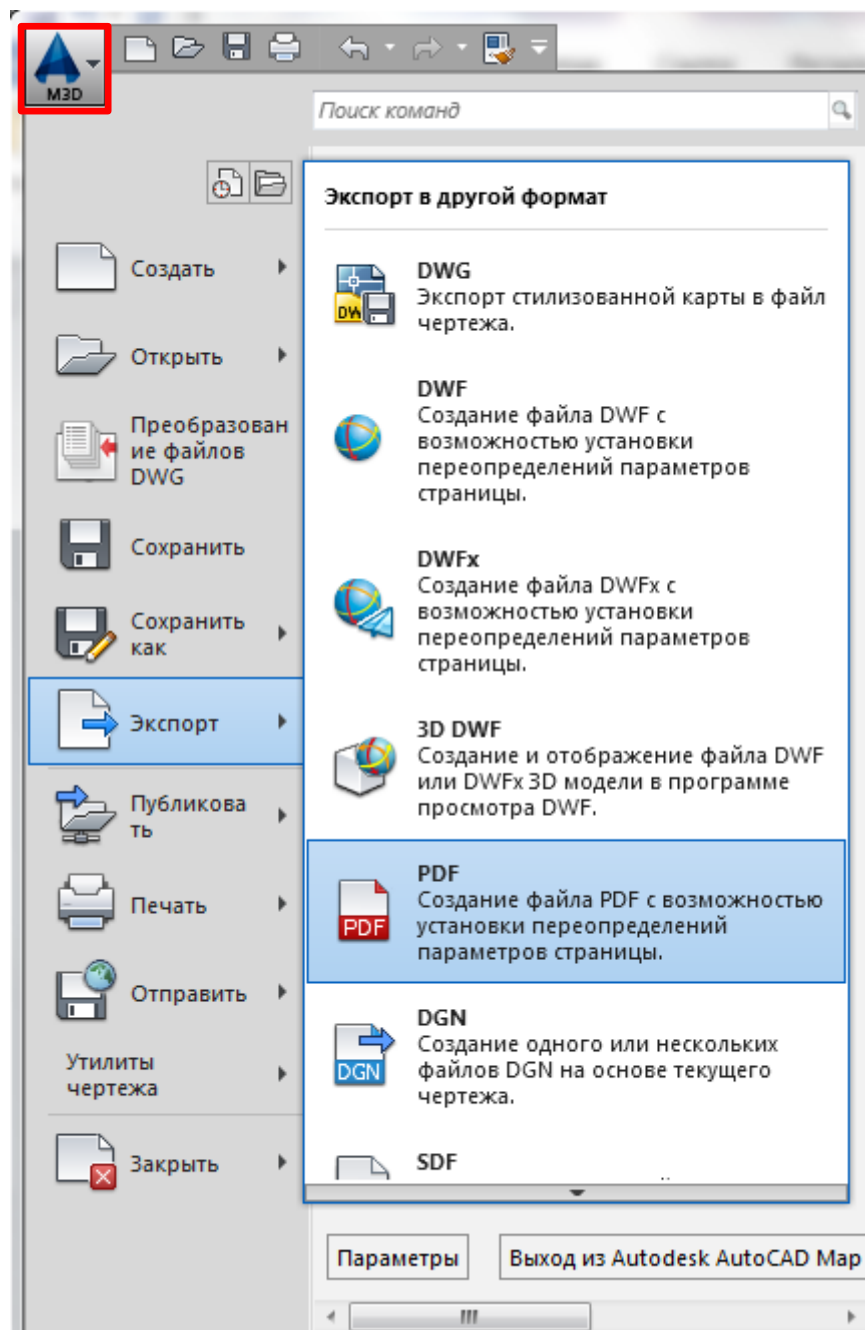 M3D
Поиск команд
Экспорт в другой формат
Создать
Открыть
Преобразован
ие файлов
DWG
Сохранить
Сохранить
как
Экспорт
Публикова
ть
Печать
Отправить
Утилиты
чертежа
Закрыть
DWG
Экспорт стилизованной карты в файл
чертежа.
DWF
Создание файла DWF с
возможностью установки
переопределений параметров
страницы.
DWFx
Создание файла DWFx с
возможностью установки
переопределений параметров
страницы.
3D DWF
Создание и отображение файла DWF
или DWFx 3D модели в программе
просмотра DWF.
PDF
PDF
Создание файла PDF с возможностью
установки переопределений
параметров страницы.
DGN
DGN
Создание одного или нескольких
файлов DGN на основе текущего
чертежа.
SDF
Параметры
Выход из Autodesk AutoCAD Map